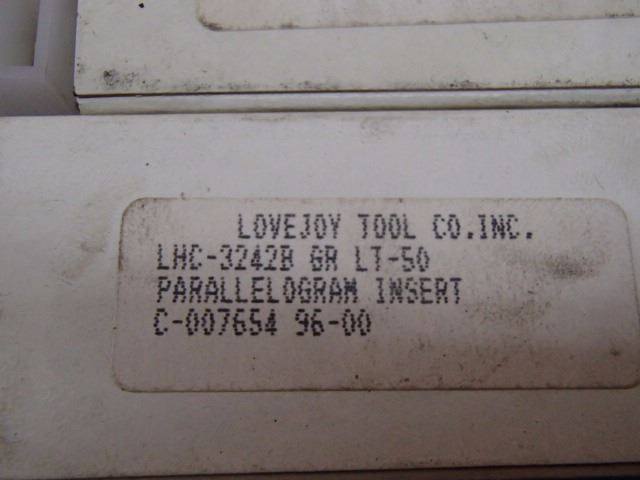 LOVEJOY TOOL CO.INC.
LHC-3242B GR LT-50
PARALLELOGRAM INSERT
C-007654 96-00